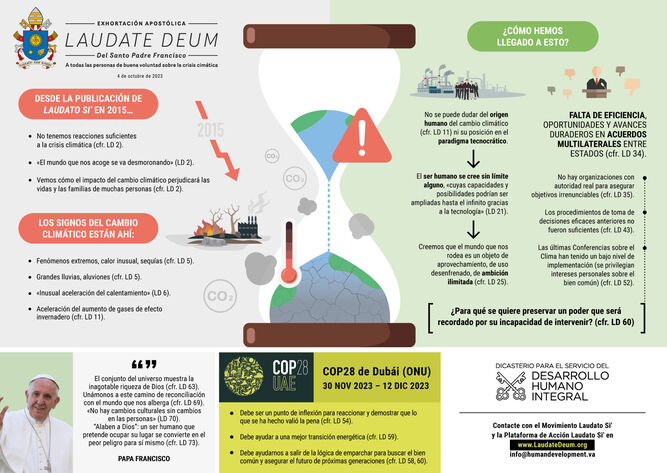 EXHORTACIÓN APOSTÓLICA
LAUDATE DEUM
Del Santo Padre Francisco
A todas las personas de buena voluntad sobre la crisis climática
4 de octubre de 2023
DESDE LA PUBLICACIÓN DE
LAUDATO SI' EN 2015...
• No tenemos reacciones suficientes
a la crisis climática (cfr. LD 2).
• «El mundo que nos acoge se va desmoronando» (LD 2).
• Vemos cómo el impacto del cambio climático perjudicará las
vidas y las familias de muchas personas (cfr. LD 2).
2015
LOS SIGNOS DEL CAMBIO
CLIMÁTICO ESTÁN AHÍ:
• Fenómenos extremos, calor inusual, sequías (cfr. LD 5).
• Grandes lluvias, aluviones (cfr. LD 5).
• «Inusual aceleración del calentamiento» (LD 6).
• Aceleración del aumento de gases de efecto
invernadero (cfr. LD 11).
CO2
CO2
CO2
¿CÓMO HEMOS
LLEGADO A ESTO?
No se puede dudar del origen
humano del cambio climático
(cfr. LD 11) ni su posición en el
paradigma tecnocrático.
El ser humano se cree sin límite
alguno, «cuyas capacidades y
posibilidades podrían ser
ampliadas hasta el infinito gracias
a la tecnología» (LD 21).
Creemos que el mundo que nos
rodea es un objeto de
aprovechamiento, de uso
desenfrenado, de ambición
ilimitada (cfr. LD 25).
FALTA DE EFICIENCIA,
OPORTUNIDADES Y AVANCES
DURADEROS EN ACUERDOS
MULTILATERALES ENTRE
ESTADOS (cfr. LD 34).
No hay organizaciones con
autoridad real para asegurar
objetivos irrenunciables (cfr. LD 35).
Los procedimientos de toma de
decisiones eficaces anteriores no
fueron suficientes (cfr. LD 43).
Las últimas Conferencias sobre el
Clima han tenido un bajo nivel de
implementación (se privilegian
intereses personales sobre el
bien común) (cfr. LD 52).
¿Para qué se quiere preservar un poder que será
recordado por su incapacidad de intervenir? (cfr. LD 60)
El conjunto del universo muestra la
inagotable riqueza de Dios (cfr. LD 63).
Unámonos a este camino de reconciliación
con el mundo que nos alberga (cfr. LD 69).
«No hay cambios culturales sin cambios
en las personas» (LD 70).
"Alaben a Dios": un ser humano que
pretende ocupar su lugar se convierte en el
peor peligro para sí mismo (cfr. LD 73).
PAPA FRANCISCO
COP28
UAE
COP28 de Dubái (ONU)
30 NOV 2023 – 12 DIC 2023
• Debe ser un punto de inflexión para reaccionar y demostrar que lo
que se ha hecho valió la pena (cfr. LD 54).
• Debe ayudar a una mejor transición energética (cfr. LD 59).
• Debe ayudarnos a salir de la lógica de emparchar para buscar el bien
común y asegurar el futuro de próximas generaciones (cfr. LD 58, 60).
DICASTERIO PARA EL SERVICIO DEL
DESARROLLO
HUMANO
INTEGRAL
Contacte con el Movimiento Laudato Si'
y la Plataforma de Acción Laudato Si' en
www.LaudateDeum.org
info@humandevelopment.va